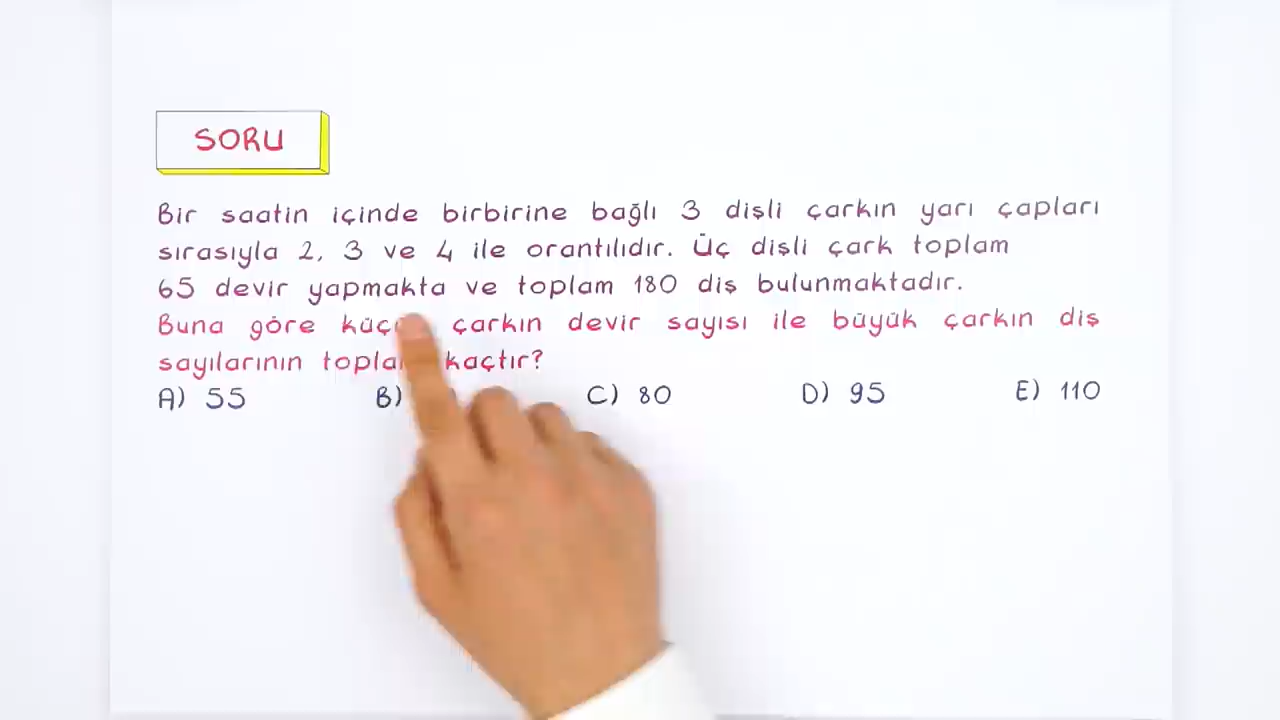 SORU
Bir saatin içinde birbirine bağlı 3 dişli çarkın yarı çapları
sırasıyla 2, 3 ve 4 ile orantılıdır. Üç dişli çark toplam
65 devir yapmakta ve toplam 180 diş bulunmaktadır.
Buna göre çarkın devir sayısı ile büyük çarkın diş
sayılarının kaçtır?
A) 55 B) C) 80 D) 95 E) 110